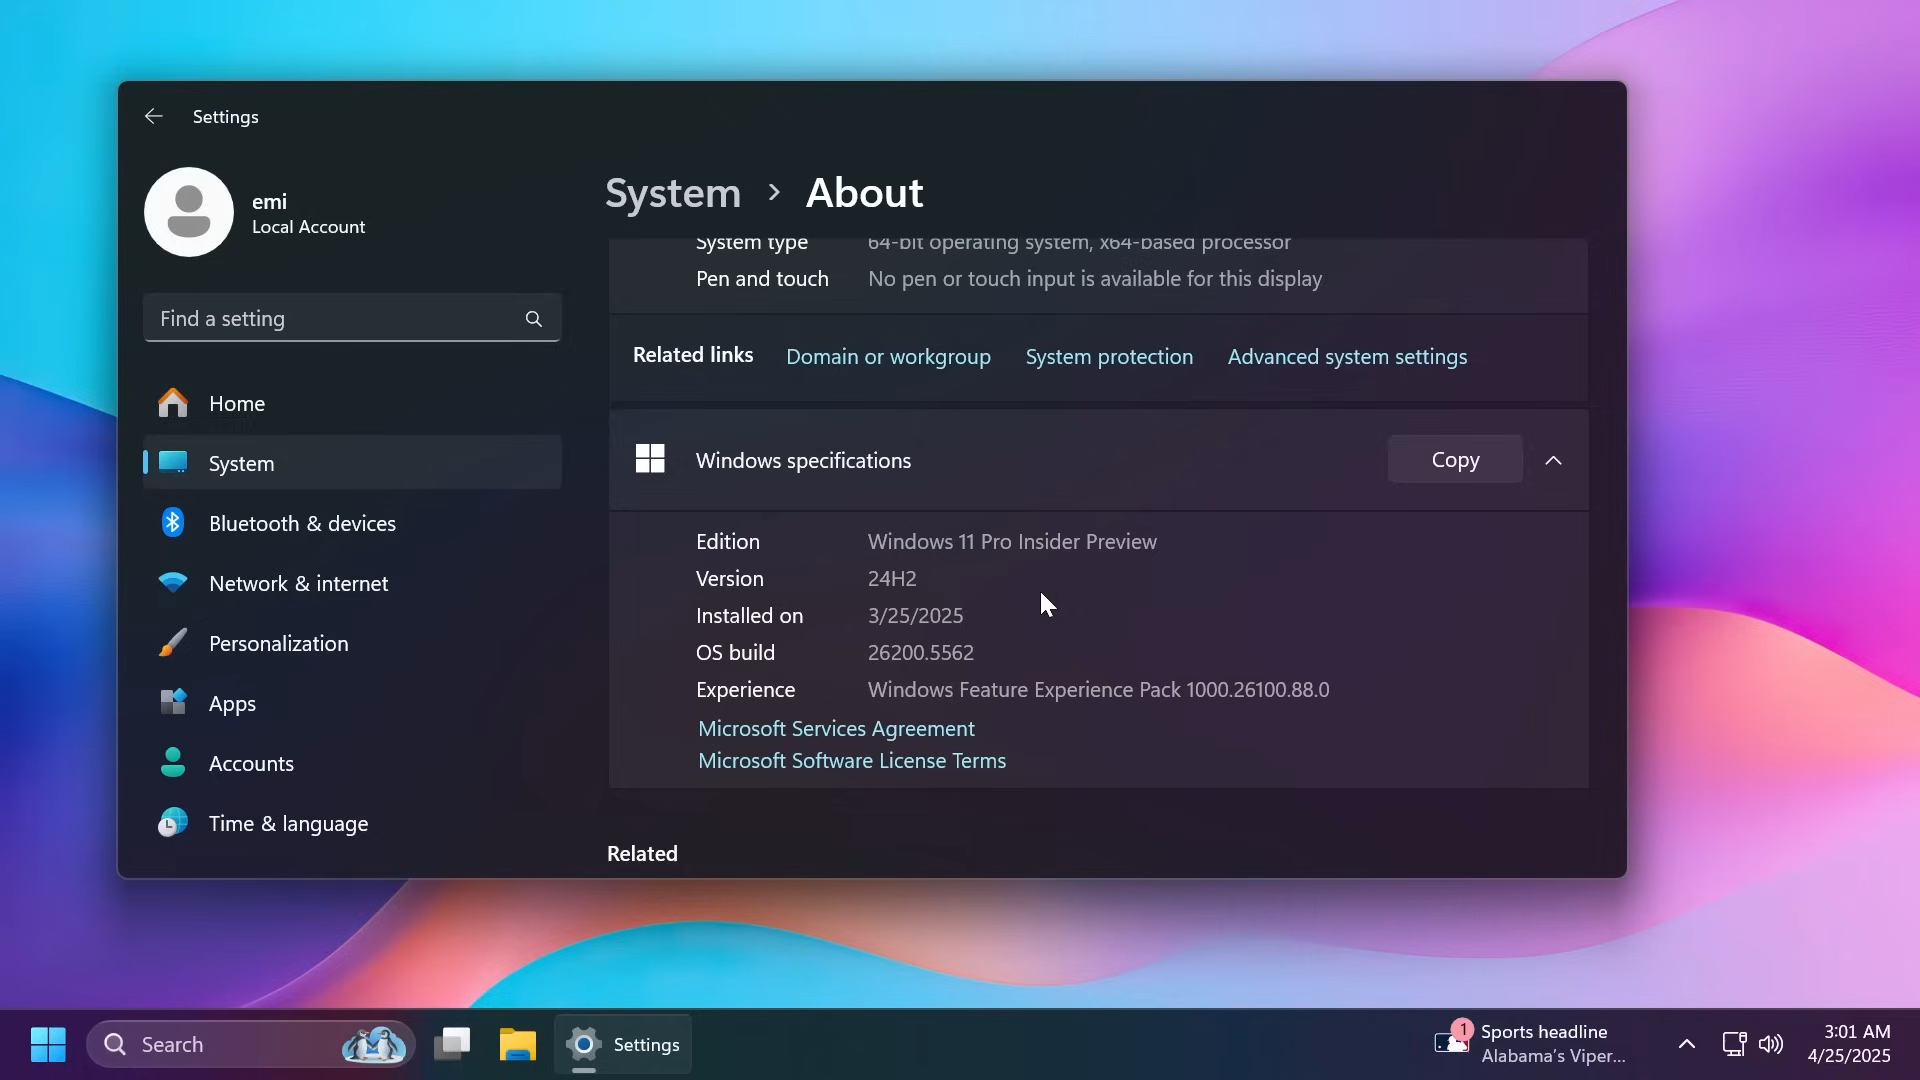 Settings
emi
Local Account
Find a setting
Home
System
Bluetooth & devices
Network & internet
Personalization
Apps
Accounts
Time & language
System > About
System type 64-bit operating system, x64-based processor
Pen and touch No pen or touch input is available for this display
Related links Domain or workgroup System protection Advanced system settings
Windows specifications Copy
Edition Windows 11 Pro Insider Preview
Version 24H2
Installed on 3/25/2025
OS build 26200.5562
Experience Windows Feature Experience Pack 1000.26100.88.0
Microsoft Services Agreement
Microsoft Software License Terms
Related
Search
Settings
1
Sports headline
Alabama's Viper...
3:01 AM
4/25/2025